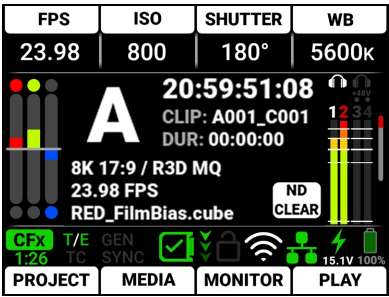 FPS ISO SHUTTER WB
23.98 800 180° 5600K
20:59:51:08
A
CLIP: A001_C001
DUR: 00:00:00
+40V
1 2 3 4
8K 17:9 / R3D MQ
23.98 FPS
RED_FilmBias.cube
ND
CLEAR
CFx T/E GEN
1:26 TC SYNC 15.1V 100%
PROJECT MEDIA MONITOR PLAY